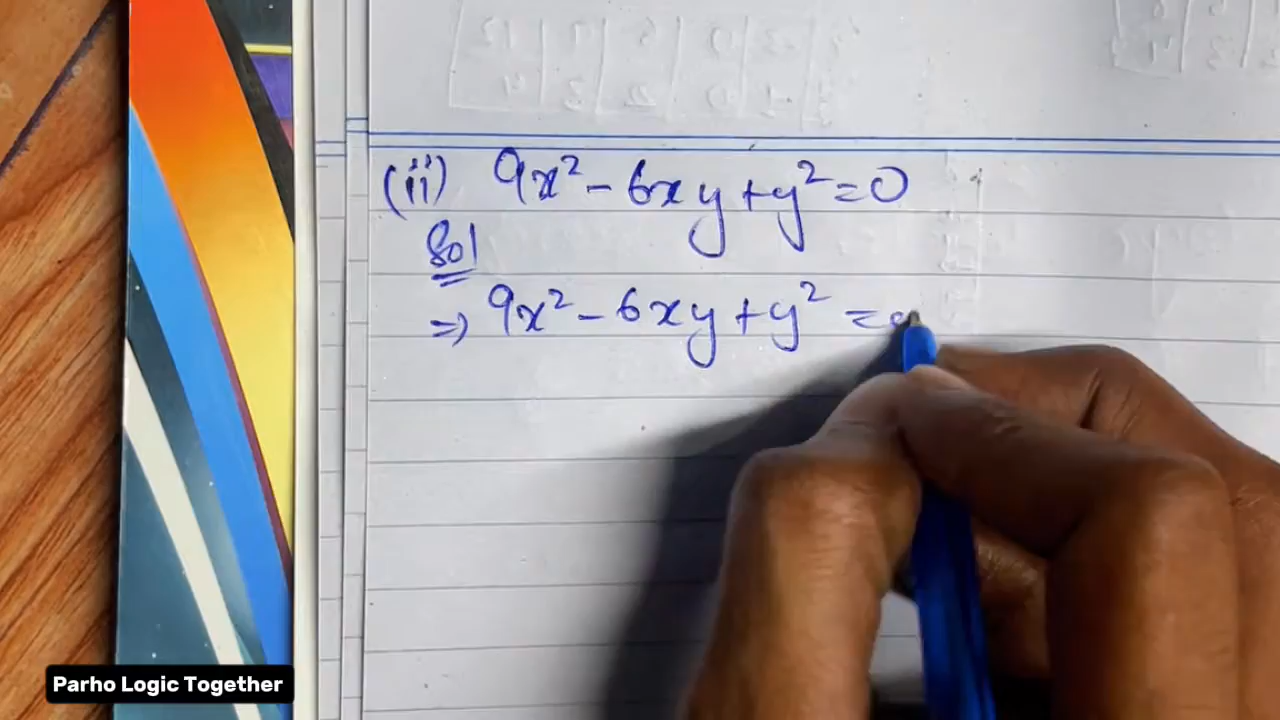 (ii) 9x² - 6xy + y² = 0
Sol
⇒ 9x² - 6xy + y² =
Parho Logic Together